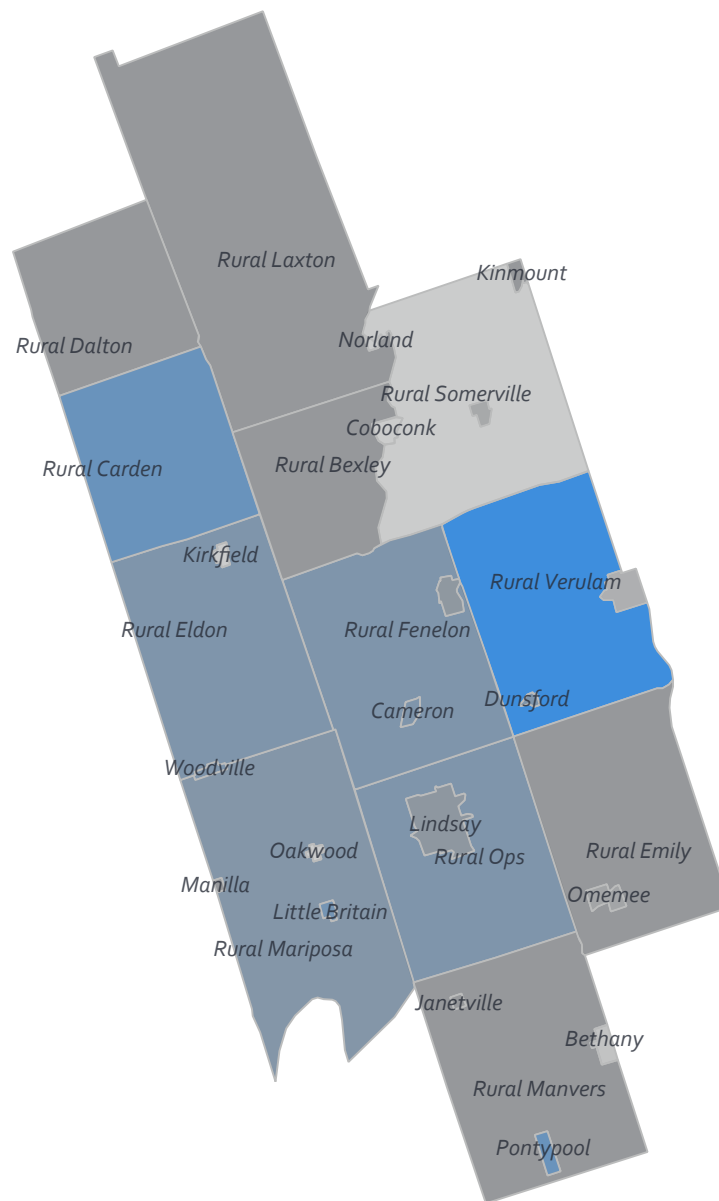 Rural Laxton
Kinmount
Norland
Rural Dalton
Rural Somerville
Coboconk
Rural Bexley
Rural Carden
Kirkfield
Rural Verulam
Rural Eldon
Rural Fenelon
Dunsford
Cameron
Woodville
Lindsay
Oakwood
Rural Ops
Rural Emily
Manilla
Omemee
Little Britain
Rural Mariposa
Janetville
Bethany
Rural Manvers
Pontypool